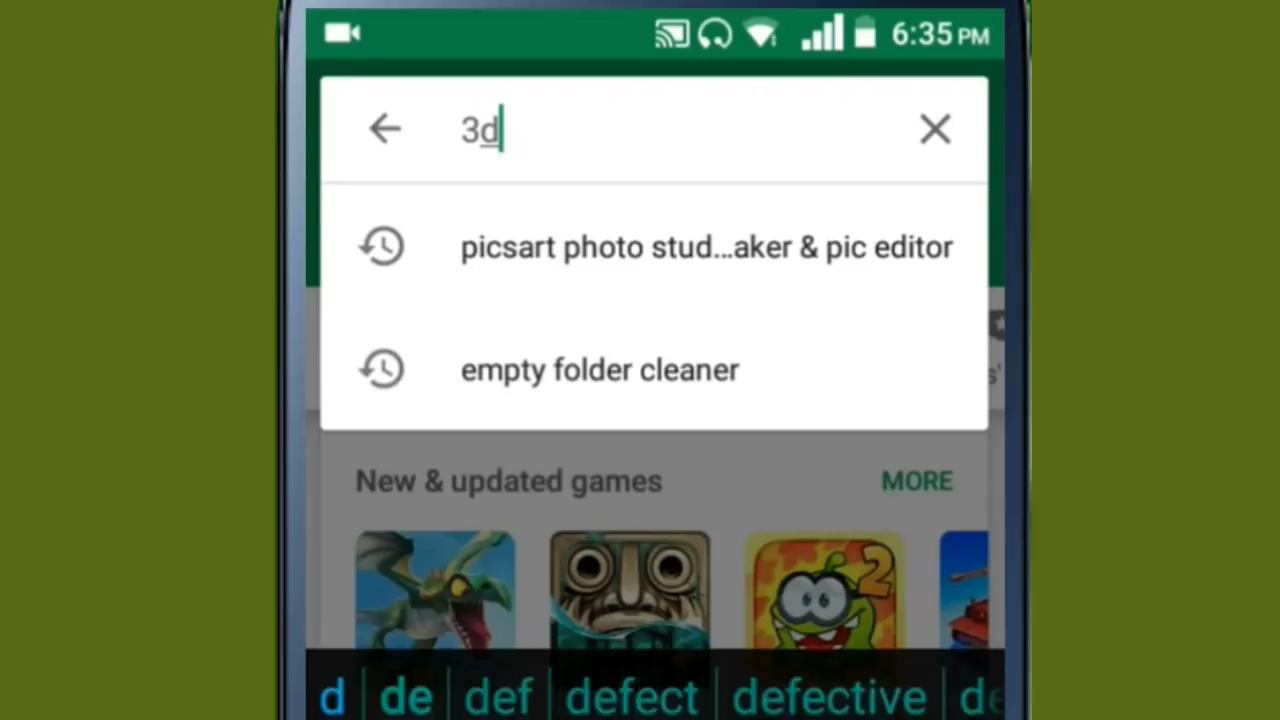 6:35 PM
3d
picsart photo stud...aker & pic editor
empty folder cleaner
New & updated games MORE
2
d de def defect defective de